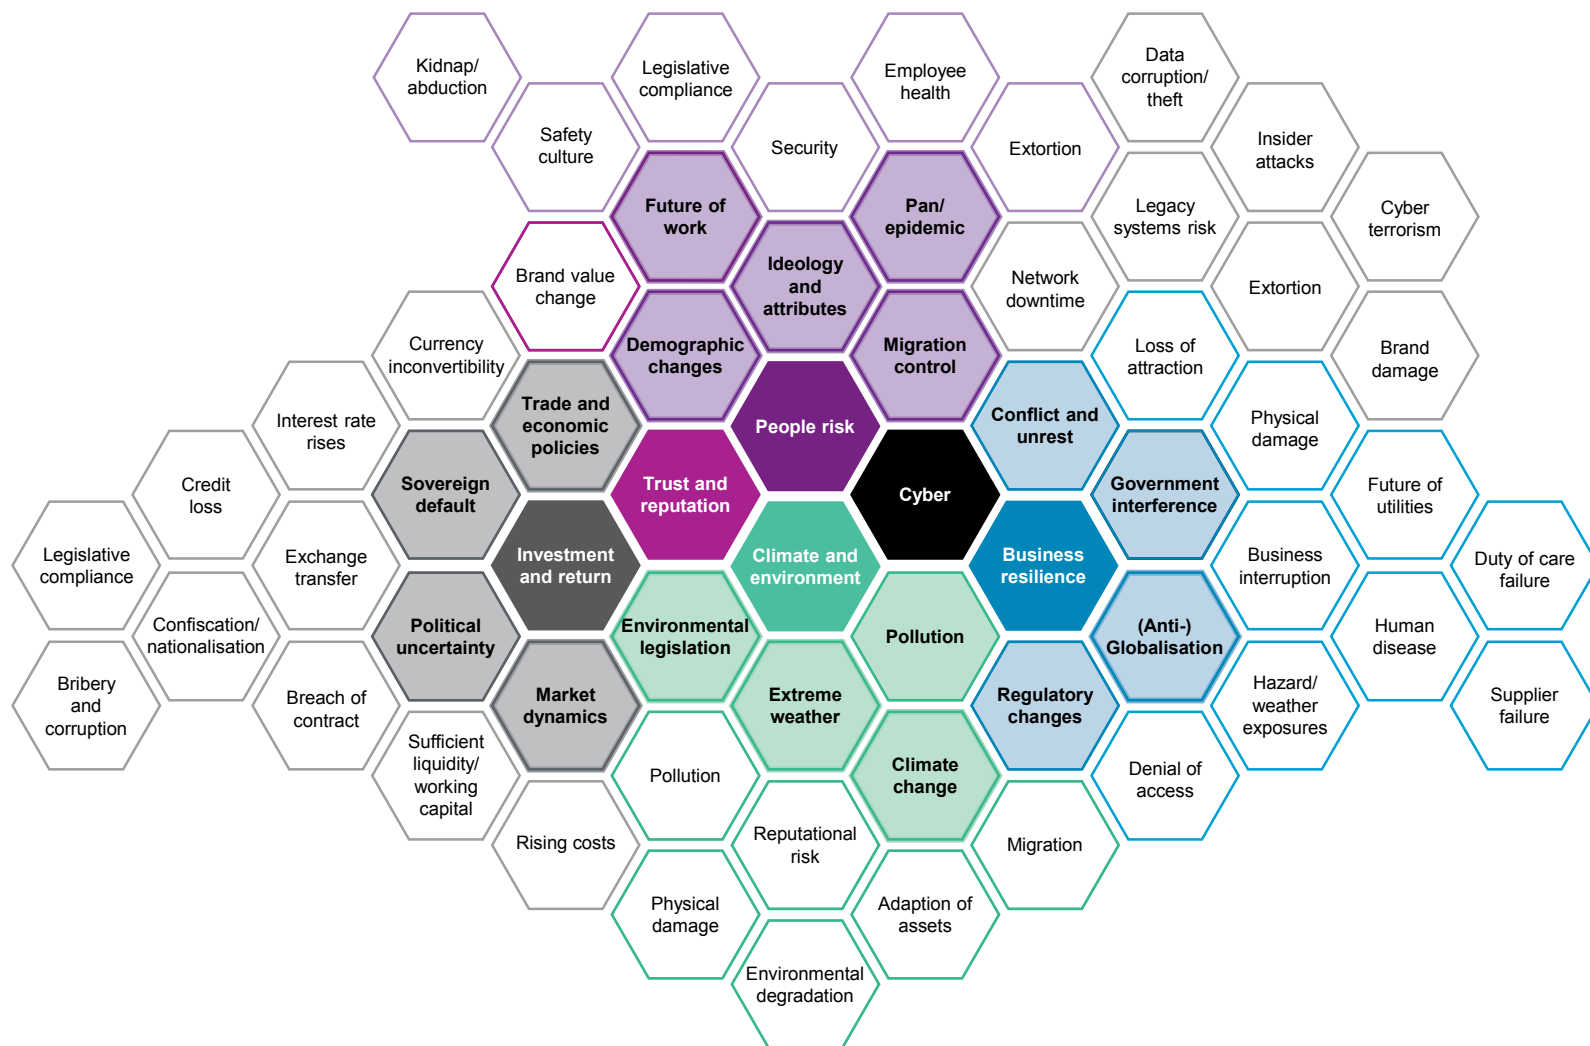 Kidnap/
abduction
Legislative
compliance
Employee
health
Data
corruption/
theft
Safety
culture
Security
Extortion
Insider
attacks
Future of
work
Pan/
epidemic
Legacy
systems risk
Cyber
terrorism
Brand value
change
Ideology
and
attributes
Network
downtime
Extortion
Currency
inconvertibility
Demographic
changes
Migration
control
Loss of
attraction
Brand
damage
Interest rate
rises
Trade and
economic
policies
People risk
Conflict and
unrest
Physical
damage
Credit
loss
Sovereign
default
Trust and
reputation
Cyber
Government
interference
Future of
utilities
Legislative
compliance
Exchange
transfer
Investment
and return
Climate and
environment
Business
resilience
Business
interruption
Duty of care
failure
Confiscation/
nationalisation
Political
uncertainty
Environmental
legislation
Pollution
(Anti-)
Globalisation
Human
disease
Bribery
and
corruption
Breach of
contract
Market
dynamics
Extreme
weather
Regulatory
changes
Hazard/
weather
exposures
Supplier
failure
Sufficient
liquidity/
working
capital
Pollution
Climate
change
Denial of
access
Rising costs
Reputational
risk
Migration
Physical
damage
Adaption of
assets
Environmental
degradation